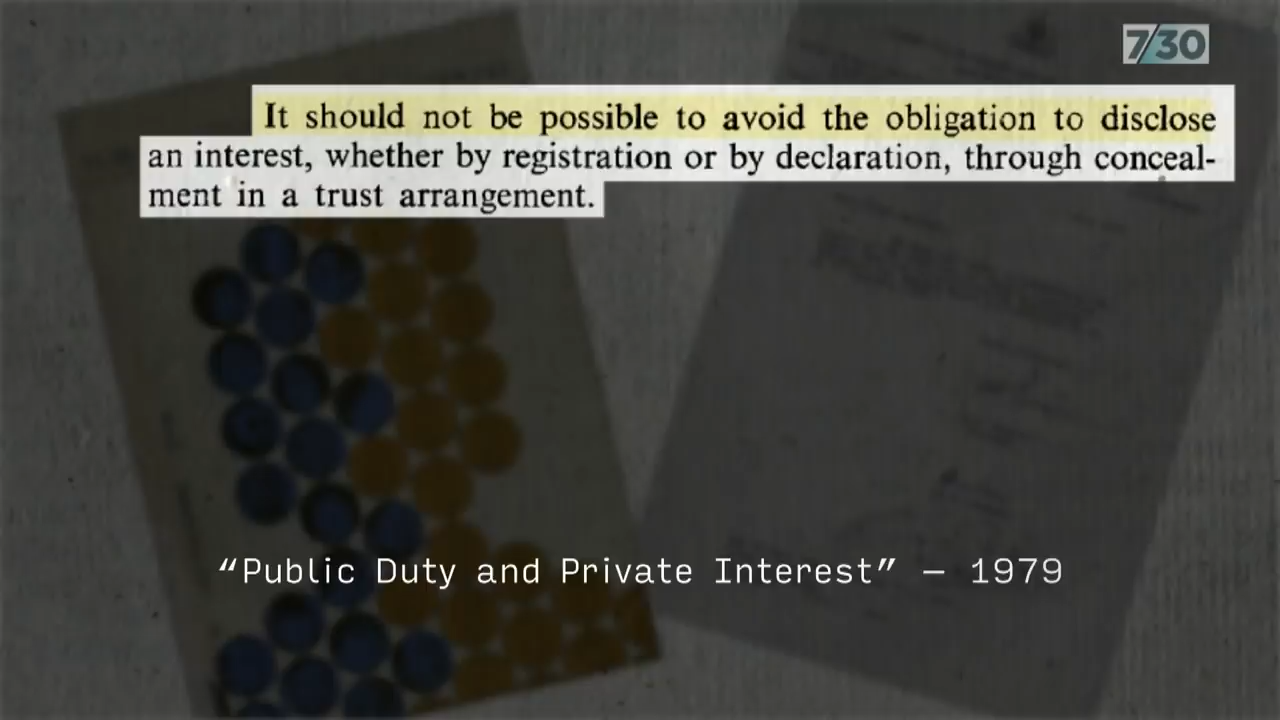 7/30
It should not be possible to avoid the obligation to disclose
an interest, whether by registration or by declaration, through conceal-
ment in a trust arrangement.
“Public Duty and Private Interest” – 1979